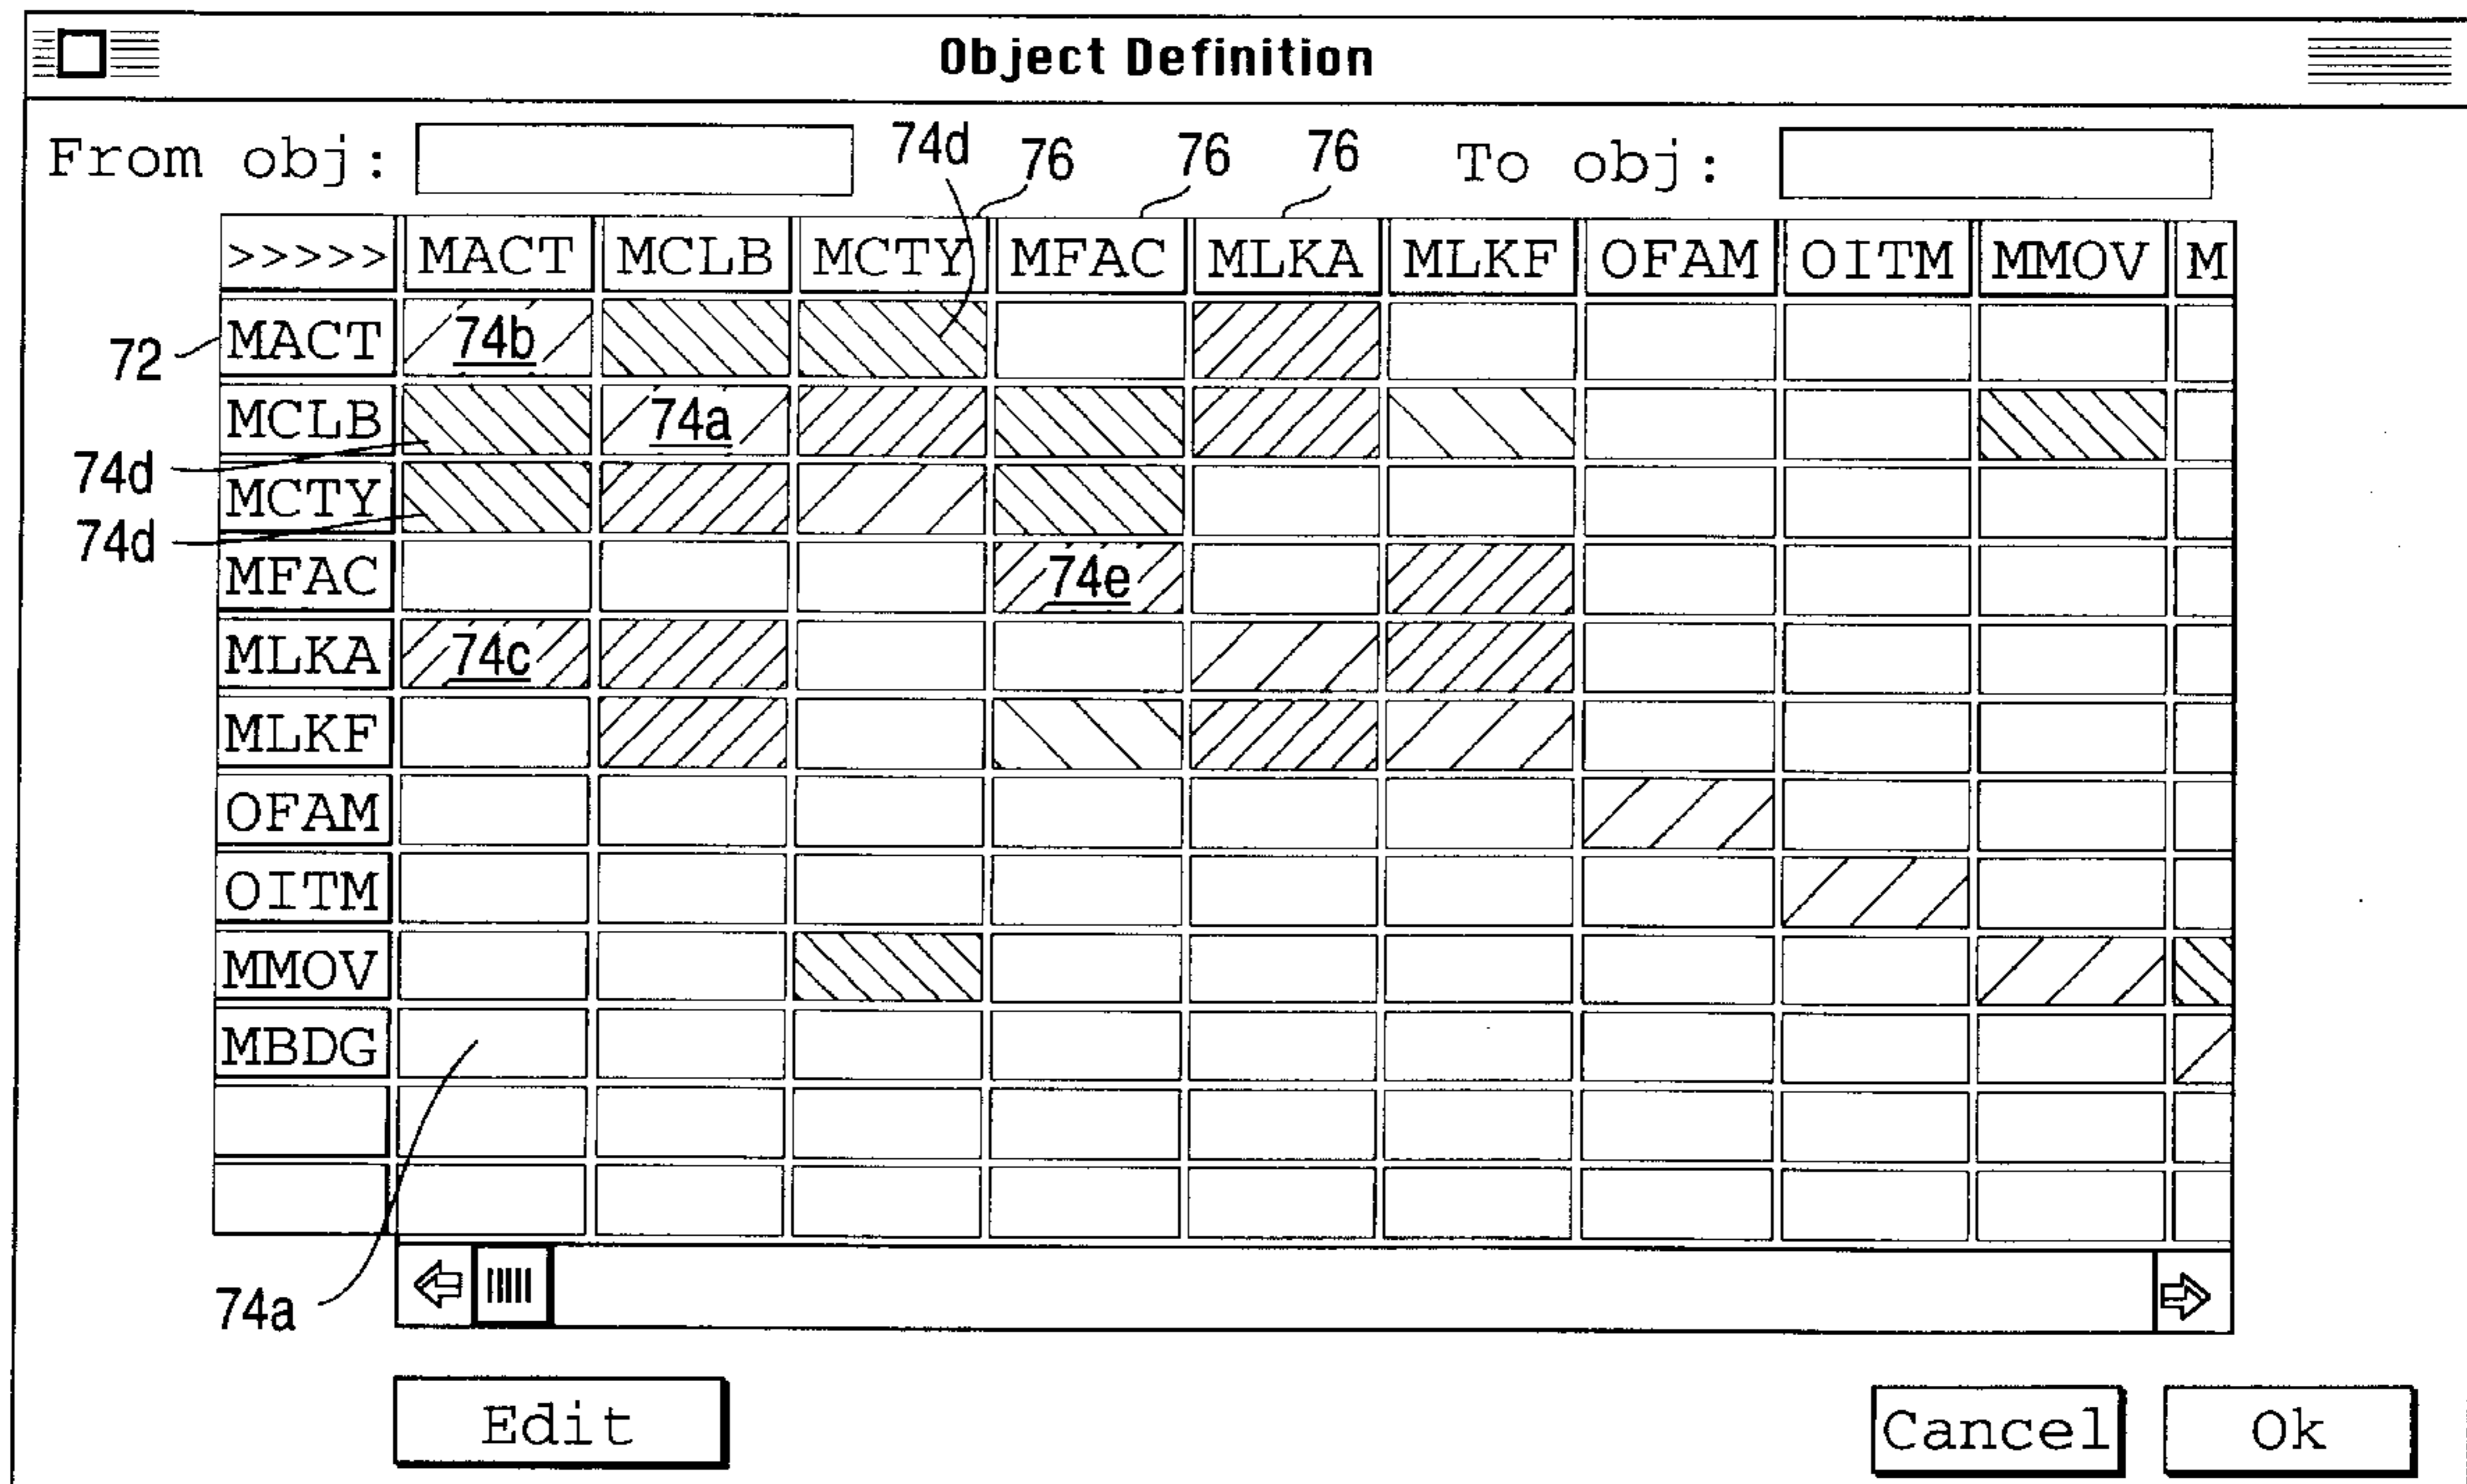 Object Definition
From obj: 74d 76 76 76 To obj:
>>>>> MACT MCLB MCTY MFAC MLKA MLKF OFAM OITM MMOV M
72 MACT 74b
MCLB 74a
74d
MCTY
74d
MFAC 74e
MLKA 74c
MLKF
OFAM
OITM
MMOV
MBDG
74a
Edit Cancel Ok